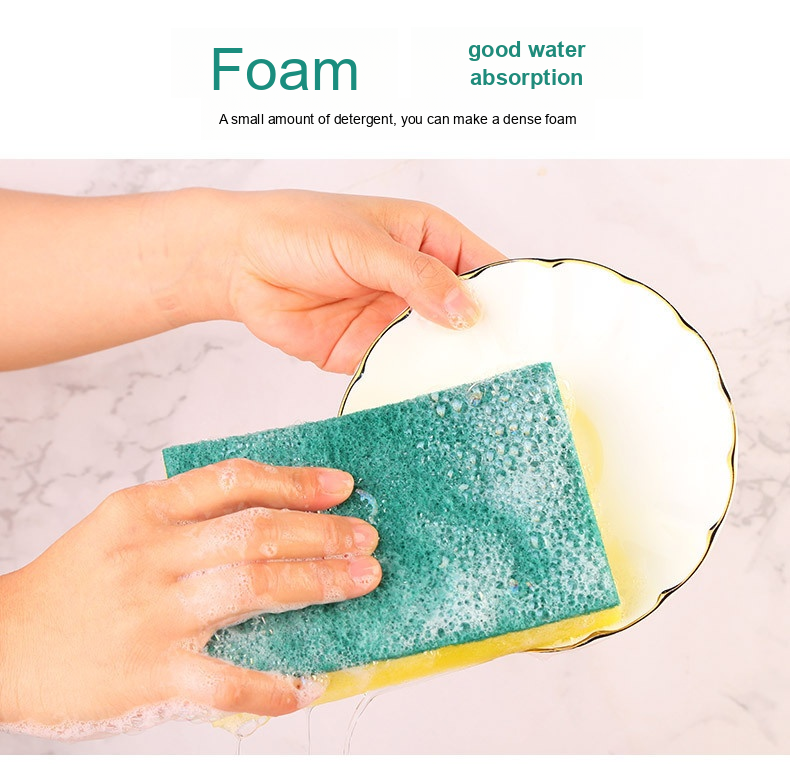 Foam
good water
absorption
A small amount of detergent, you can make a dense foam